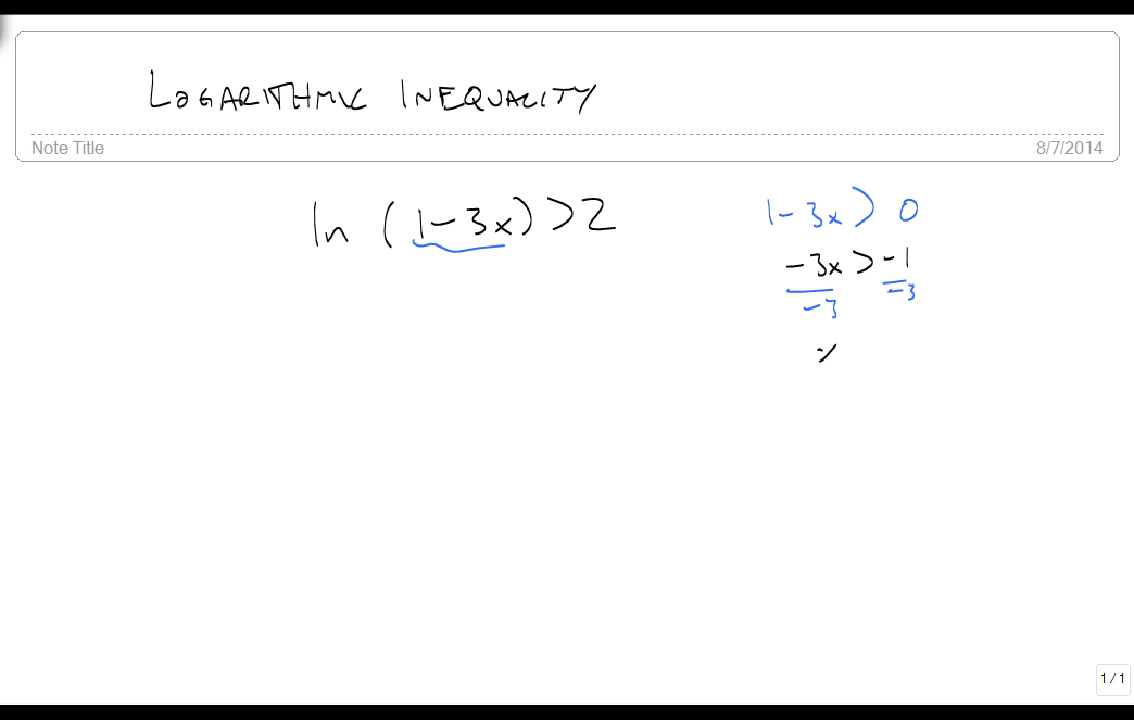 LOGARITHMIC INEQUALITY
Note Title
8/7/2014
ln (1-3x) > 2
1-3x > 0
-3x > -1
-3 -3
x
1/1